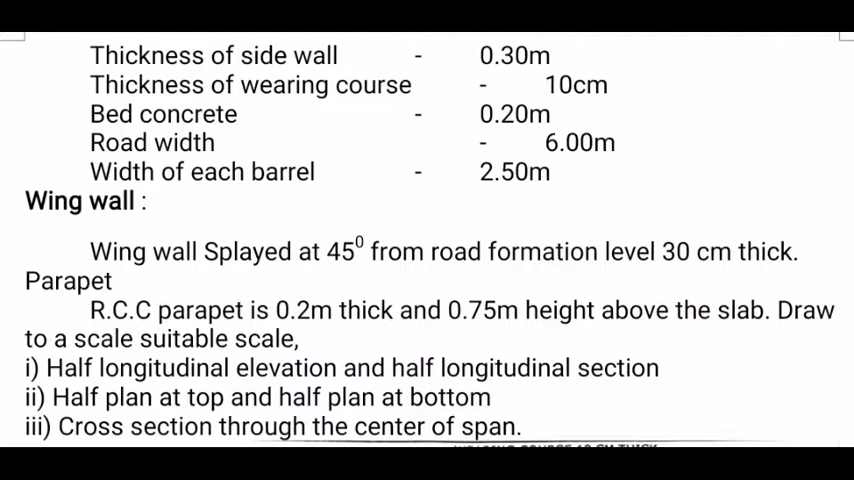 Thickness of side wall - 0.30m
Thickness of wearing course - 10cm
Bed concrete - 0.20m
Road width - 6.00m
Width of each barrel - 2.50m
Wing wall :
Wing wall Splayed at 45⁰ from road formation level 30 cm thick.
Parapet
R.C.C parapet is 0.2m thick and 0.75m height above the slab. Draw
to a scale suitable scale,
i) Half longitudinal elevation and half longitudinal section
ii) Half plan at top and half plan at bottom
iii) Cross section through the center of span.